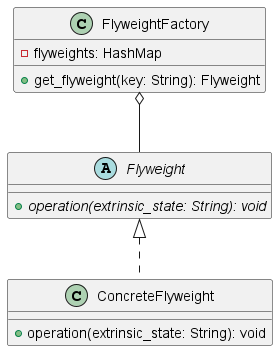 C FlyweightFactory
flyweights: HashMap
get_flyweight(key: String): Flyweight
A Flyweight
operation(extrinsic_state: String): void
C ConcreteFlyweight
operation(extrinsic_state: String): void